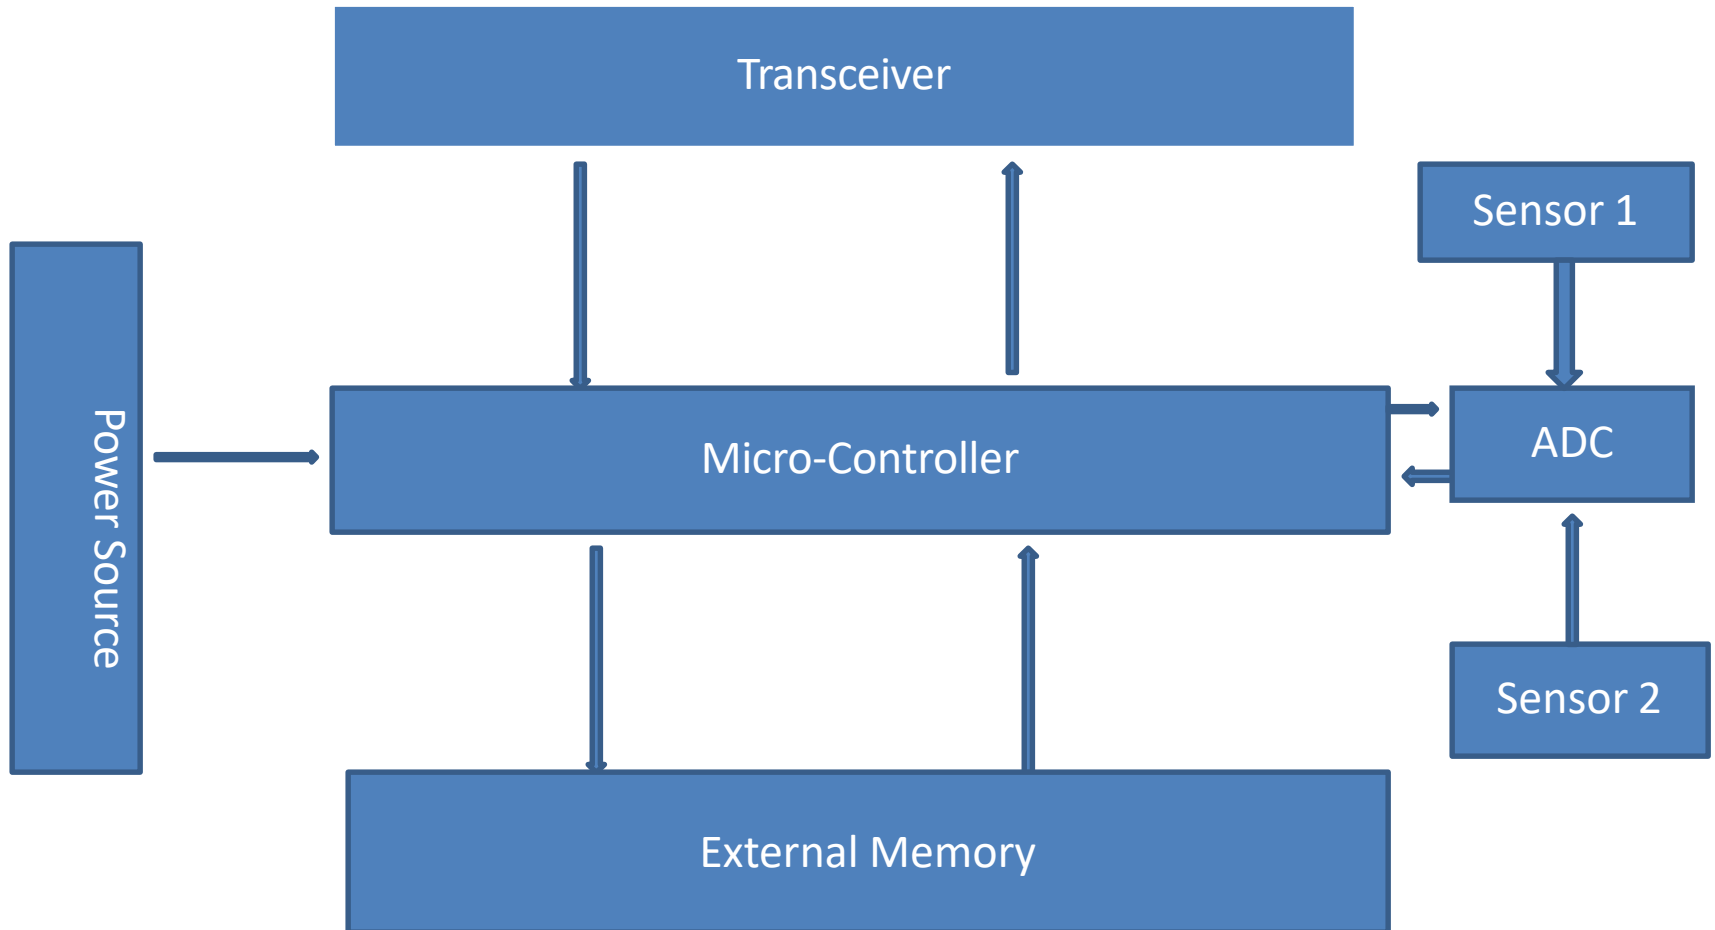 Transceiver
Sensor 1
Power Source
Micro-Controller
ADC
Sensor 2
External Memory